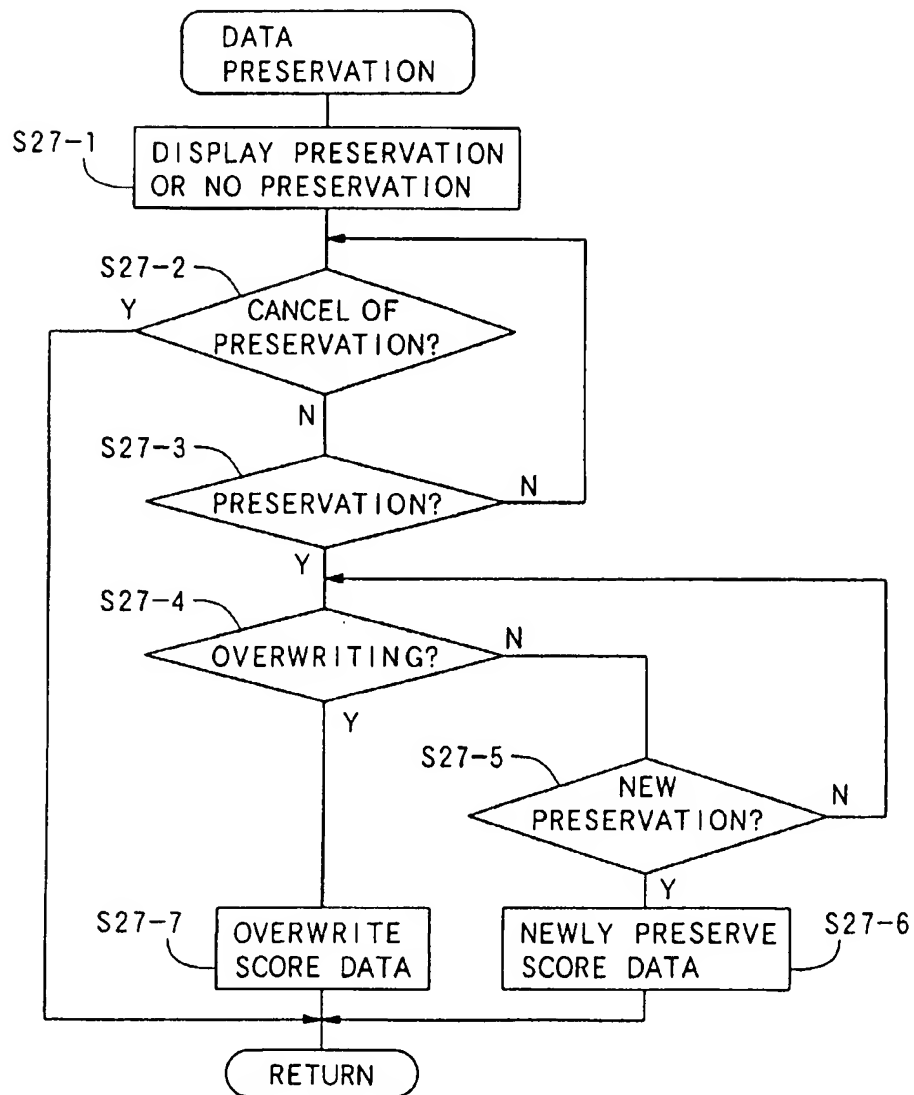 DATA
PRESERVATION
S27-1
DISPLAY PRESERVATION
OR NO PRESERVATION
S27-2
Y
CANCEL OF
PRESERVATION?
N
S27-3
PRESERVATION?
N
Y
S27-4
OVERWRITING?
N
Y
S27-5
NEW
PRESERVATION?
N
Y
S27-7
OVERWRITE
SCORE DATA
NEWLY PRESERVE
SCORE DATA
S27-6
RETURN